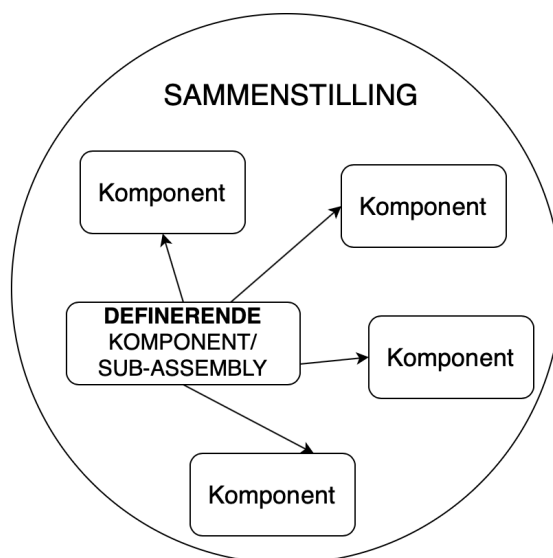 SAMMENSTILLING
Komponent
Komponent
DEFINERENDE
KOMPONENT/
SUB-ASSEMBLY
Komponent
Komponent